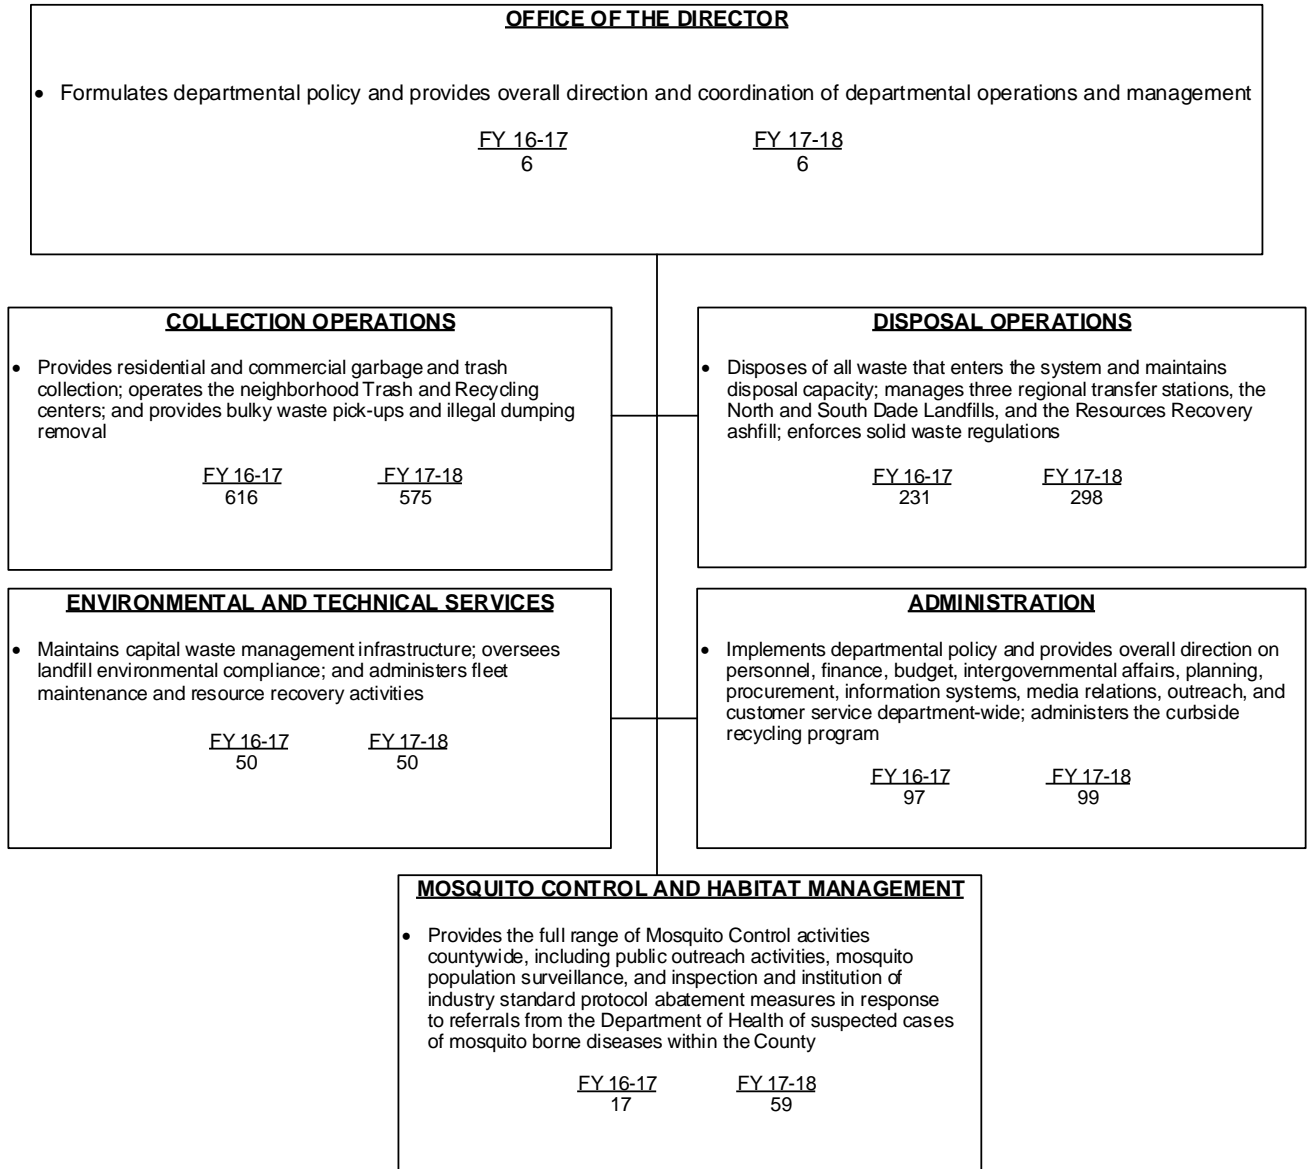 OFFICE OF THE DIRECTOR
• Formulates departmental policy and provides overall direction and coordination of departmental operations and management
FY 16-17 FY 17-18
6 6
COLLECTION OPERATIONS
• Provides residential and commercial garbage and trash
collection; operates the neighborhood Trash and Recycling
centers; and provides bulky waste pick-ups and illegal dumping
removal
FY 16-17 FY 17-18
616 575
DISPOSAL OPERATIONS
• Disposes of all waste that enters the system and maintains
disposal capacity; manages three regional transfer stations, the
North and South Dade Landfills, and the Resources Recovery
ashfill; enforces solid waste regulations
FY 16-17 FY 17-18
231 298
ENVIRONMENTAL AND TECHNICAL SERVICES
• Maintains capital waste management infrastructure; oversees
landfill environmental compliance; and administers fleet
maintenance and resource recovery activities
FY 16-17 FY 17-18
50 50
ADMINISTRATION
• Implements departmental policy and provides overall direction on
personnel, finance, budget, intergovernmental affairs, planning,
procurement, information systems, media relations, outreach, and
customer service department-wide; administers the curbside
recycling program
FY 16-17 FY 17-18
97 99
MOSQUITO CONTROL AND HABITAT MANAGEMENT
• Provides the full range of Mosquito Control activities
countywide, including public outreach activities, mosquito
population surveillance, and inspection and institution of
industry standard protocol abatement measures in response
to referrals from the Department of Health of suspected cases
of mosquito borne diseases within the County
FY 16-17 FY 17-18
17 59